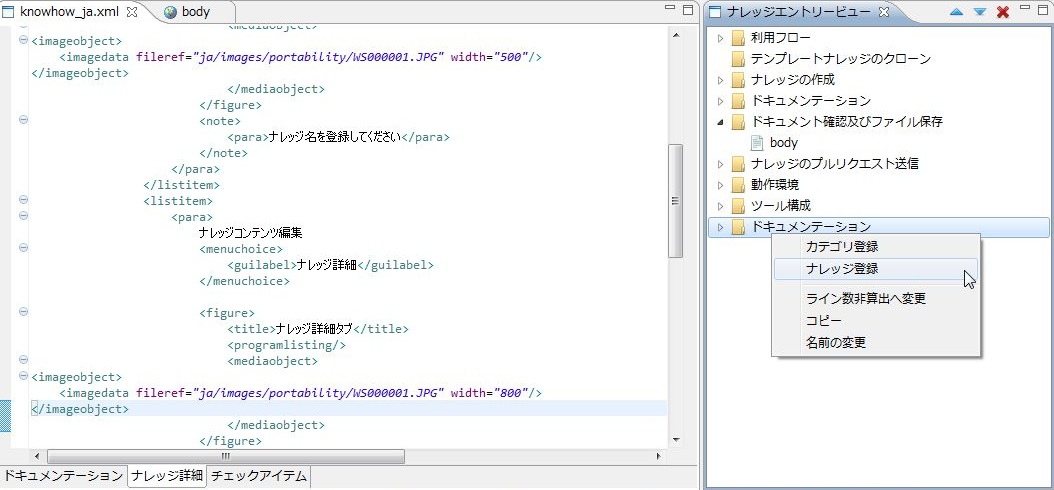 knowhow_ja.xml
body
<mediaobject>
<imageobject>
<imagedata fileref="ja/images/portability/WS000001.JPG" width="500"/>
</imageobject>
</mediaobject>
</figure>
<note>
<para>ナレッジ名を登録してください</para>
</note>
</para>
</listitem>
<listitem>
<para>
ナレッジコンテンツ編集
<menuchoice>
<guilabel>ナレッジ詳細</guilabel>
</menuchoice>
<figure>
<title>ナレッジ詳細タブ</title>
<programlisting/>
<mediaobject>
<imageobject>
<imagedata fileref="ja/images/portability/WS000001.JPG" width="800"/>
</imageobject>
</mediaobject>
</figure>
ドキュメンテーション
ナレッジ詳細
チェックアイテム
ナレッジエントリービュー
利用フロー
テンプレートナレッジのクローン
ナレッジの作成
ドキュメンテーション
ドキュメント確認及びファイル保存
body
ナレッジのプルリクエスト送信
動作環境
ツール構成
ドキュメンテーション
カテゴリ登録
ナレッジ登録
ライン数非算出へ変更
コピー
名前の変更